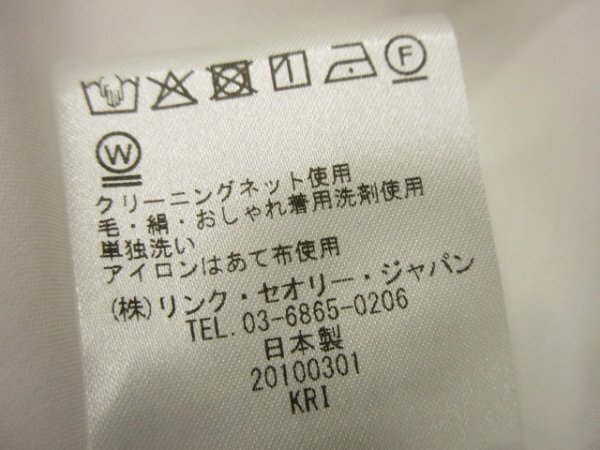 F
W
クリーニングネット使用
毛・絹・おしゃれ着用洗剤使用
単独洗い
アイロンはあて布使用
(株)リンク・セオリー・ジャパン
TEL. 03-6865-0206
日本製
20100301
KRI